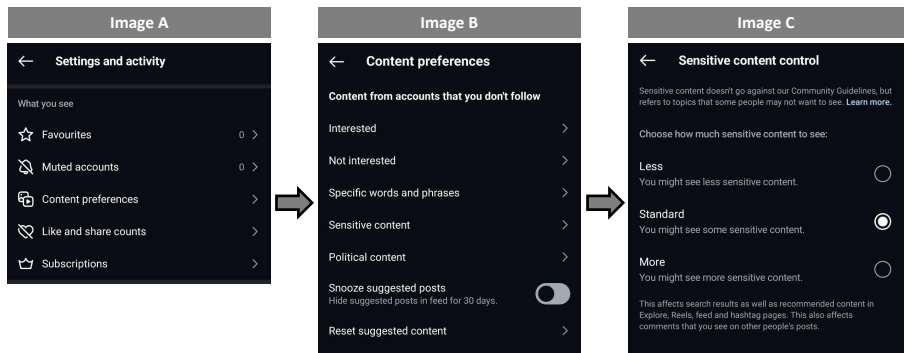 Image A
Settings and activity
What you see
Favourites 0
Muted accounts 0
Content preferences
Like and share counts
Subscriptions
Image B
Content preferences
Content from accounts that you don't follow
Interested
Not interested
Specific words and phrases
Sensitive content
Political content
Snooze suggested posts
Hide suggested posts in feed for 30 days.
Reset suggested content
Image C
Sensitive content control
Sensitive content doesn't go against our Community Guidelines, but
refers to topics that some people may not want to see. Learn more.
Choose how much sensitive content to see:
Less
You might see less sensitive content.
Standard
You might see some sensitive content.
More
You might see more sensitive content.
This affects search results as well as recommended content in
Explore, Reels, feed and hashtag pages. This also affects
comments that you see on other people's posts.